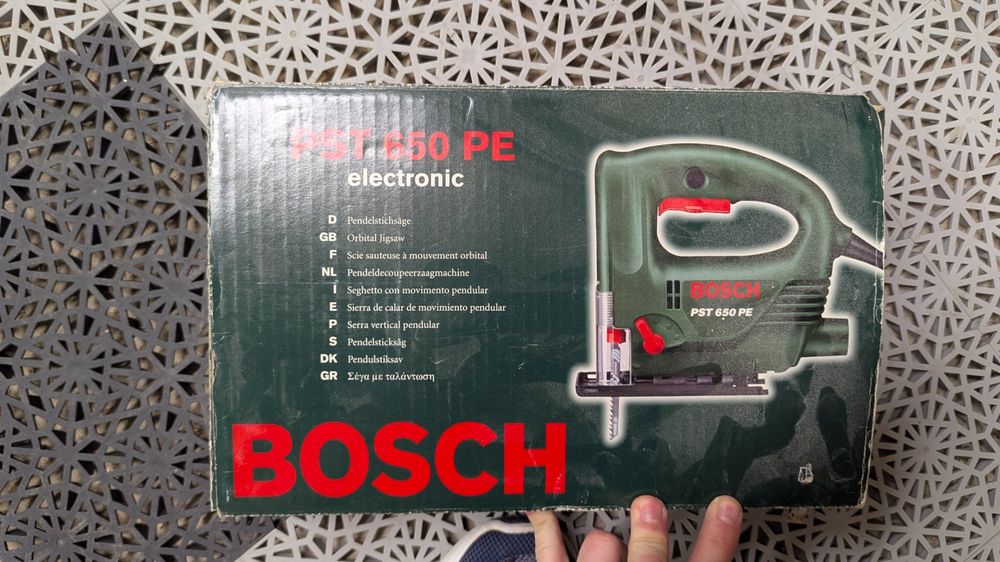 PST 650 PE
electronic
D Pendelstichsäge
GB Orbital Jigsaw
F Scie sauteuse à mouvement orbital
NL Pendeldecoupeerzaagmachine
I Seghetto con movimento pendular
E Sierra de calar de movimiento pendular
P Serra vertical pendular
S Pendelsticksåg
DK Pendulstiksav
GR Σέγα με ταλάντωση
BOSCH
BOSCH
PST 650 PE